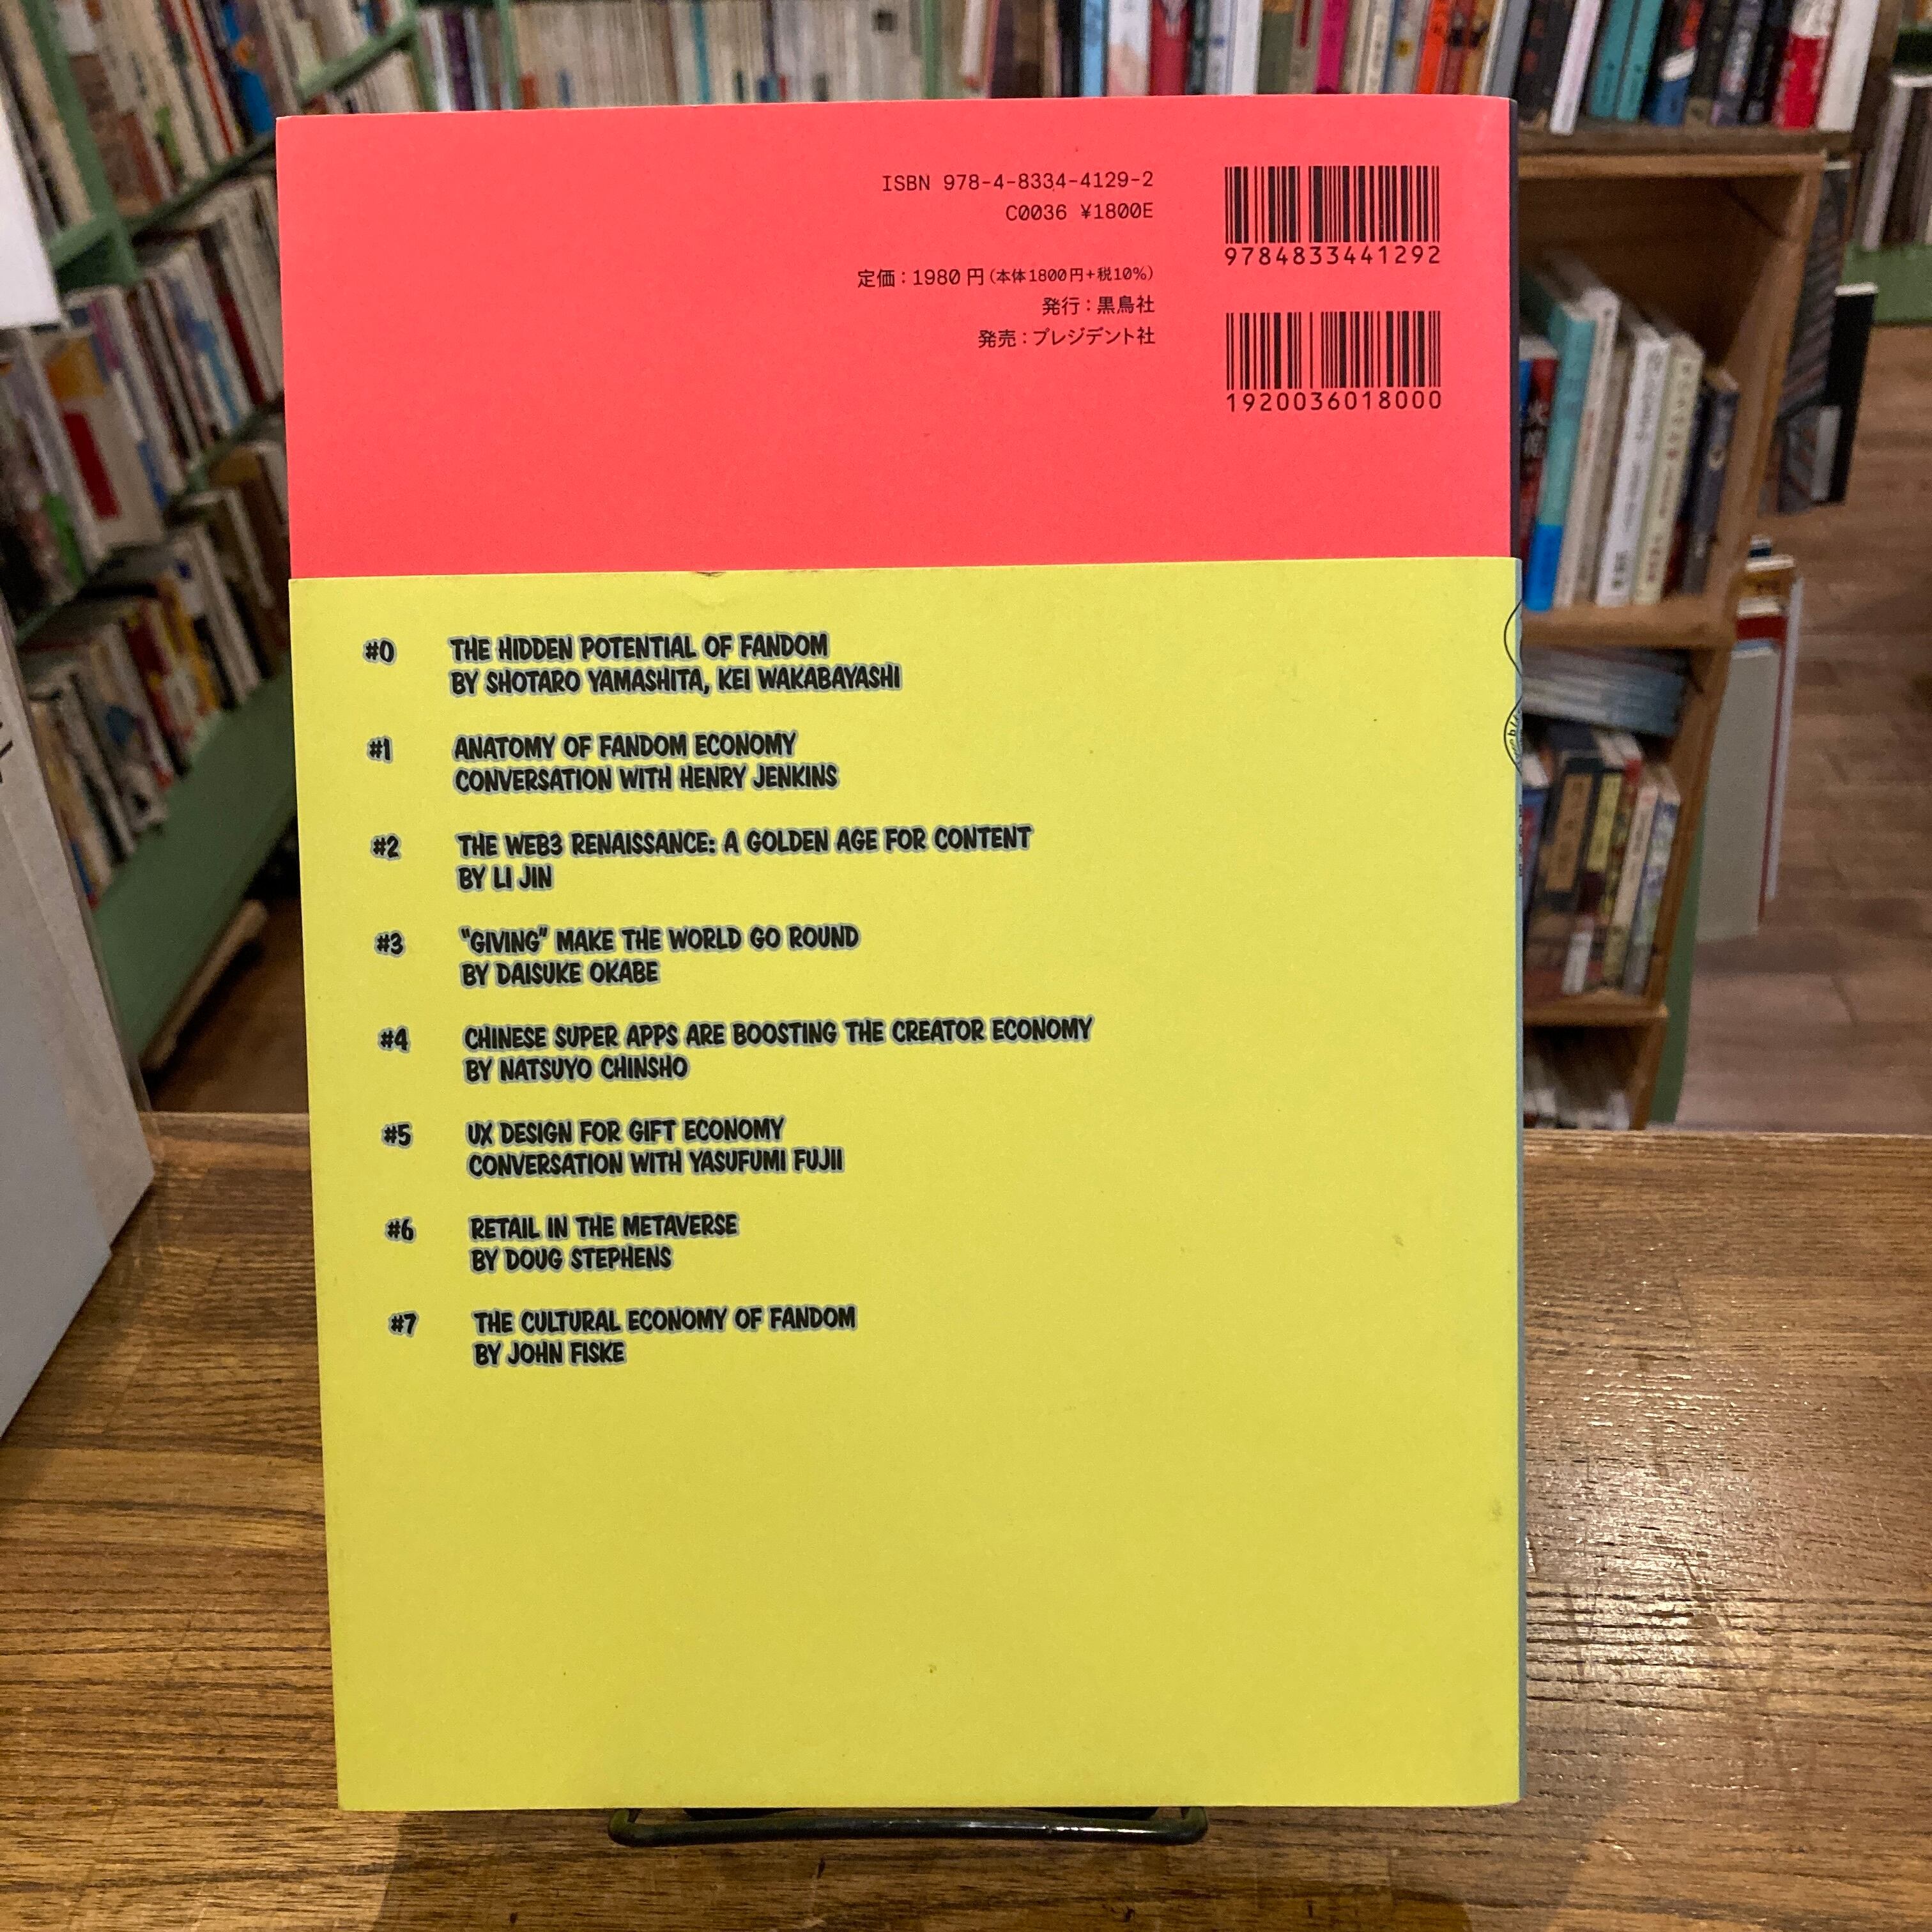 ISBN 978-4-8334-4129-2
C0036 ¥1800E
9784833441292
定価：1980円（本体1800円+税10%）
発行：黒鳥社
発売：プレジデント社
1920036018000
#0 THE HIDDEN POTENTIAL OF FANDOM
BY SHOTARO YAMASHITA, KEI WAKABAYASHI
#1 ANATOMY OF FANDOM ECONOMY
CONVERSATION WITH HENRY JENKINS
#2 THE WEB3 RENAISSANCE: A GOLDEN AGE FOR CONTENT
BY LI JIN
#3 "GIVING" MAKE THE WORLD GO ROUND
BY DAISUKE OKABE
#4 CHINESE SUPER APPS ARE BOOSTING THE CREATOR ECONOMY
BY NATSUYO CHINSHO
#5 UX DESIGN FOR GIFT ECONOMY
CONVERSATION WITH YASUFUMI FUJII
#6 RETAIL IN THE METAVERSE
BY DOUG STEPHENS
#7 THE CULTURAL ECONOMY OF FANDOM
BY JOHN FISKE